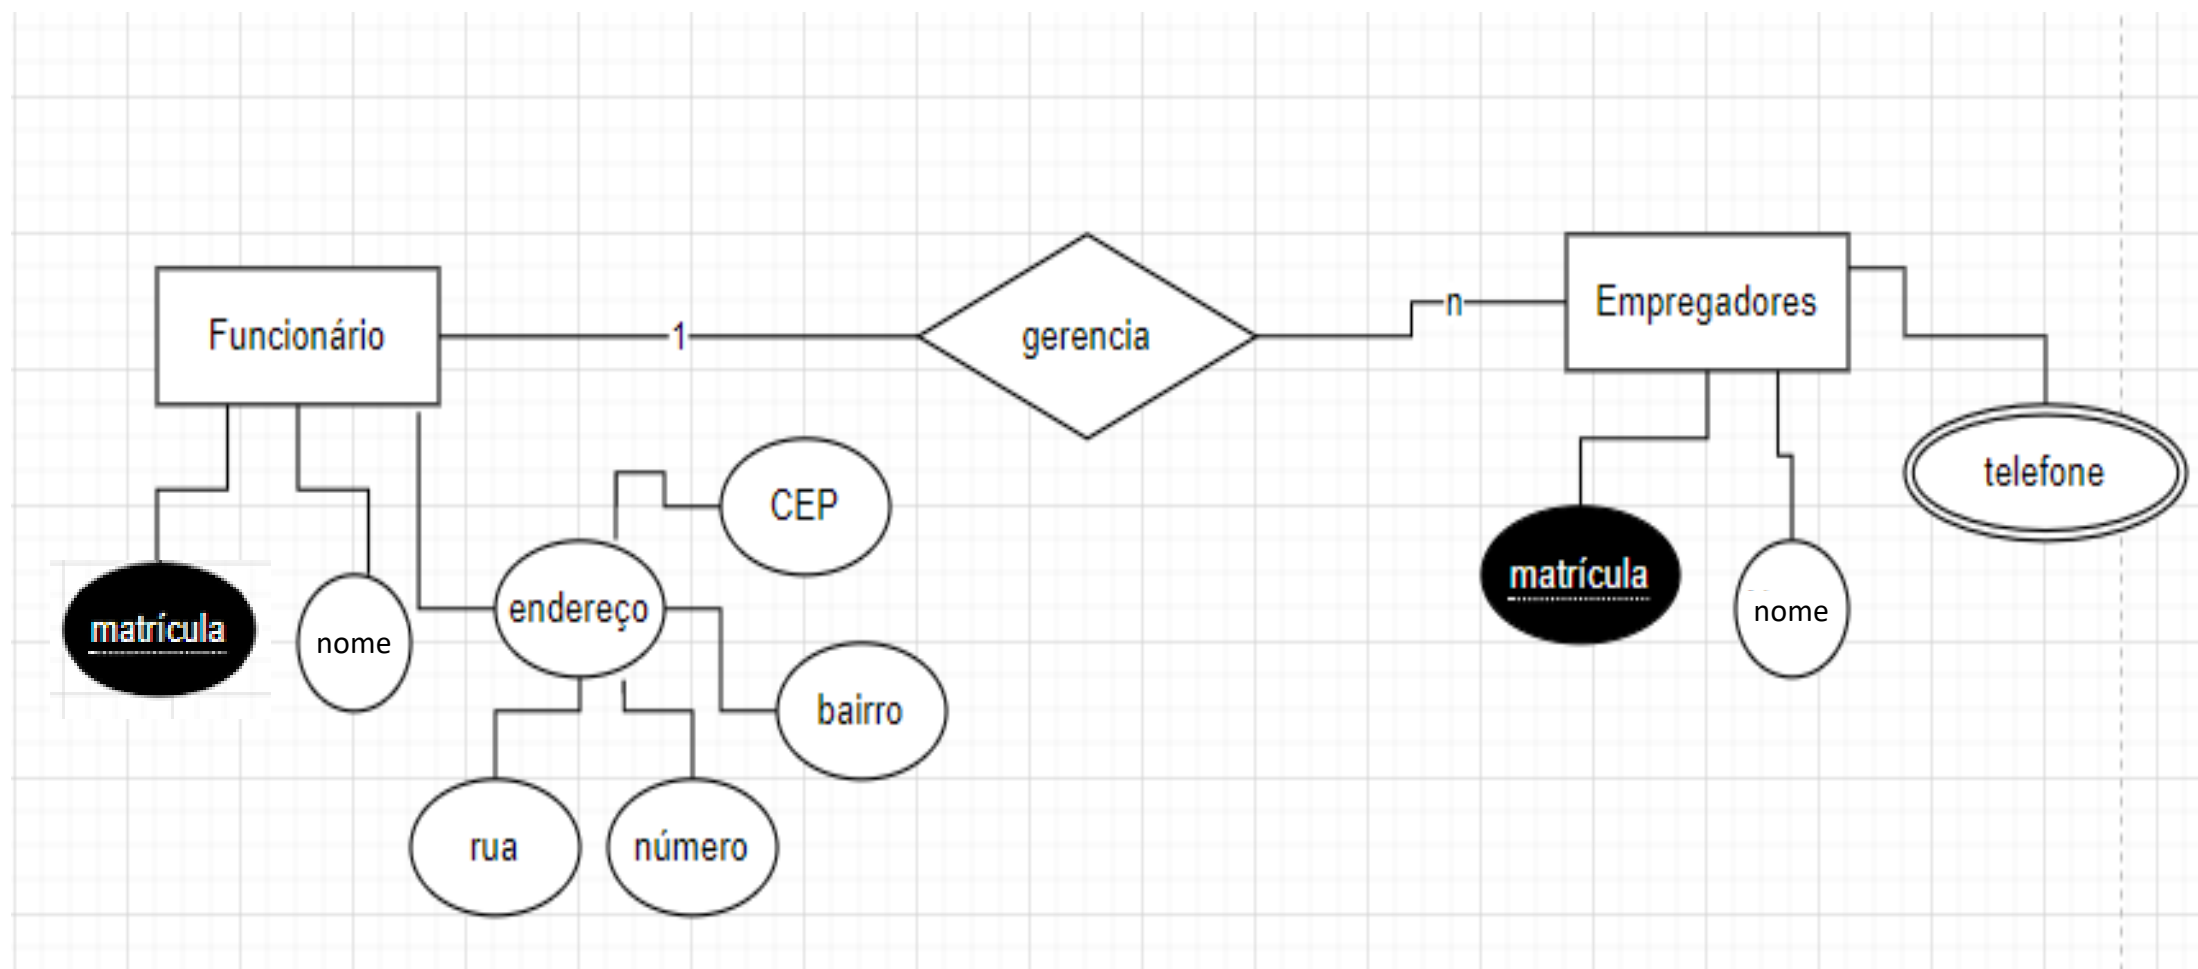 Funcionário
1
gerencia
n
Empregadores
matrícula
nome
endereço
CEP
bairro
rua
número
matrícula
nome
telefone